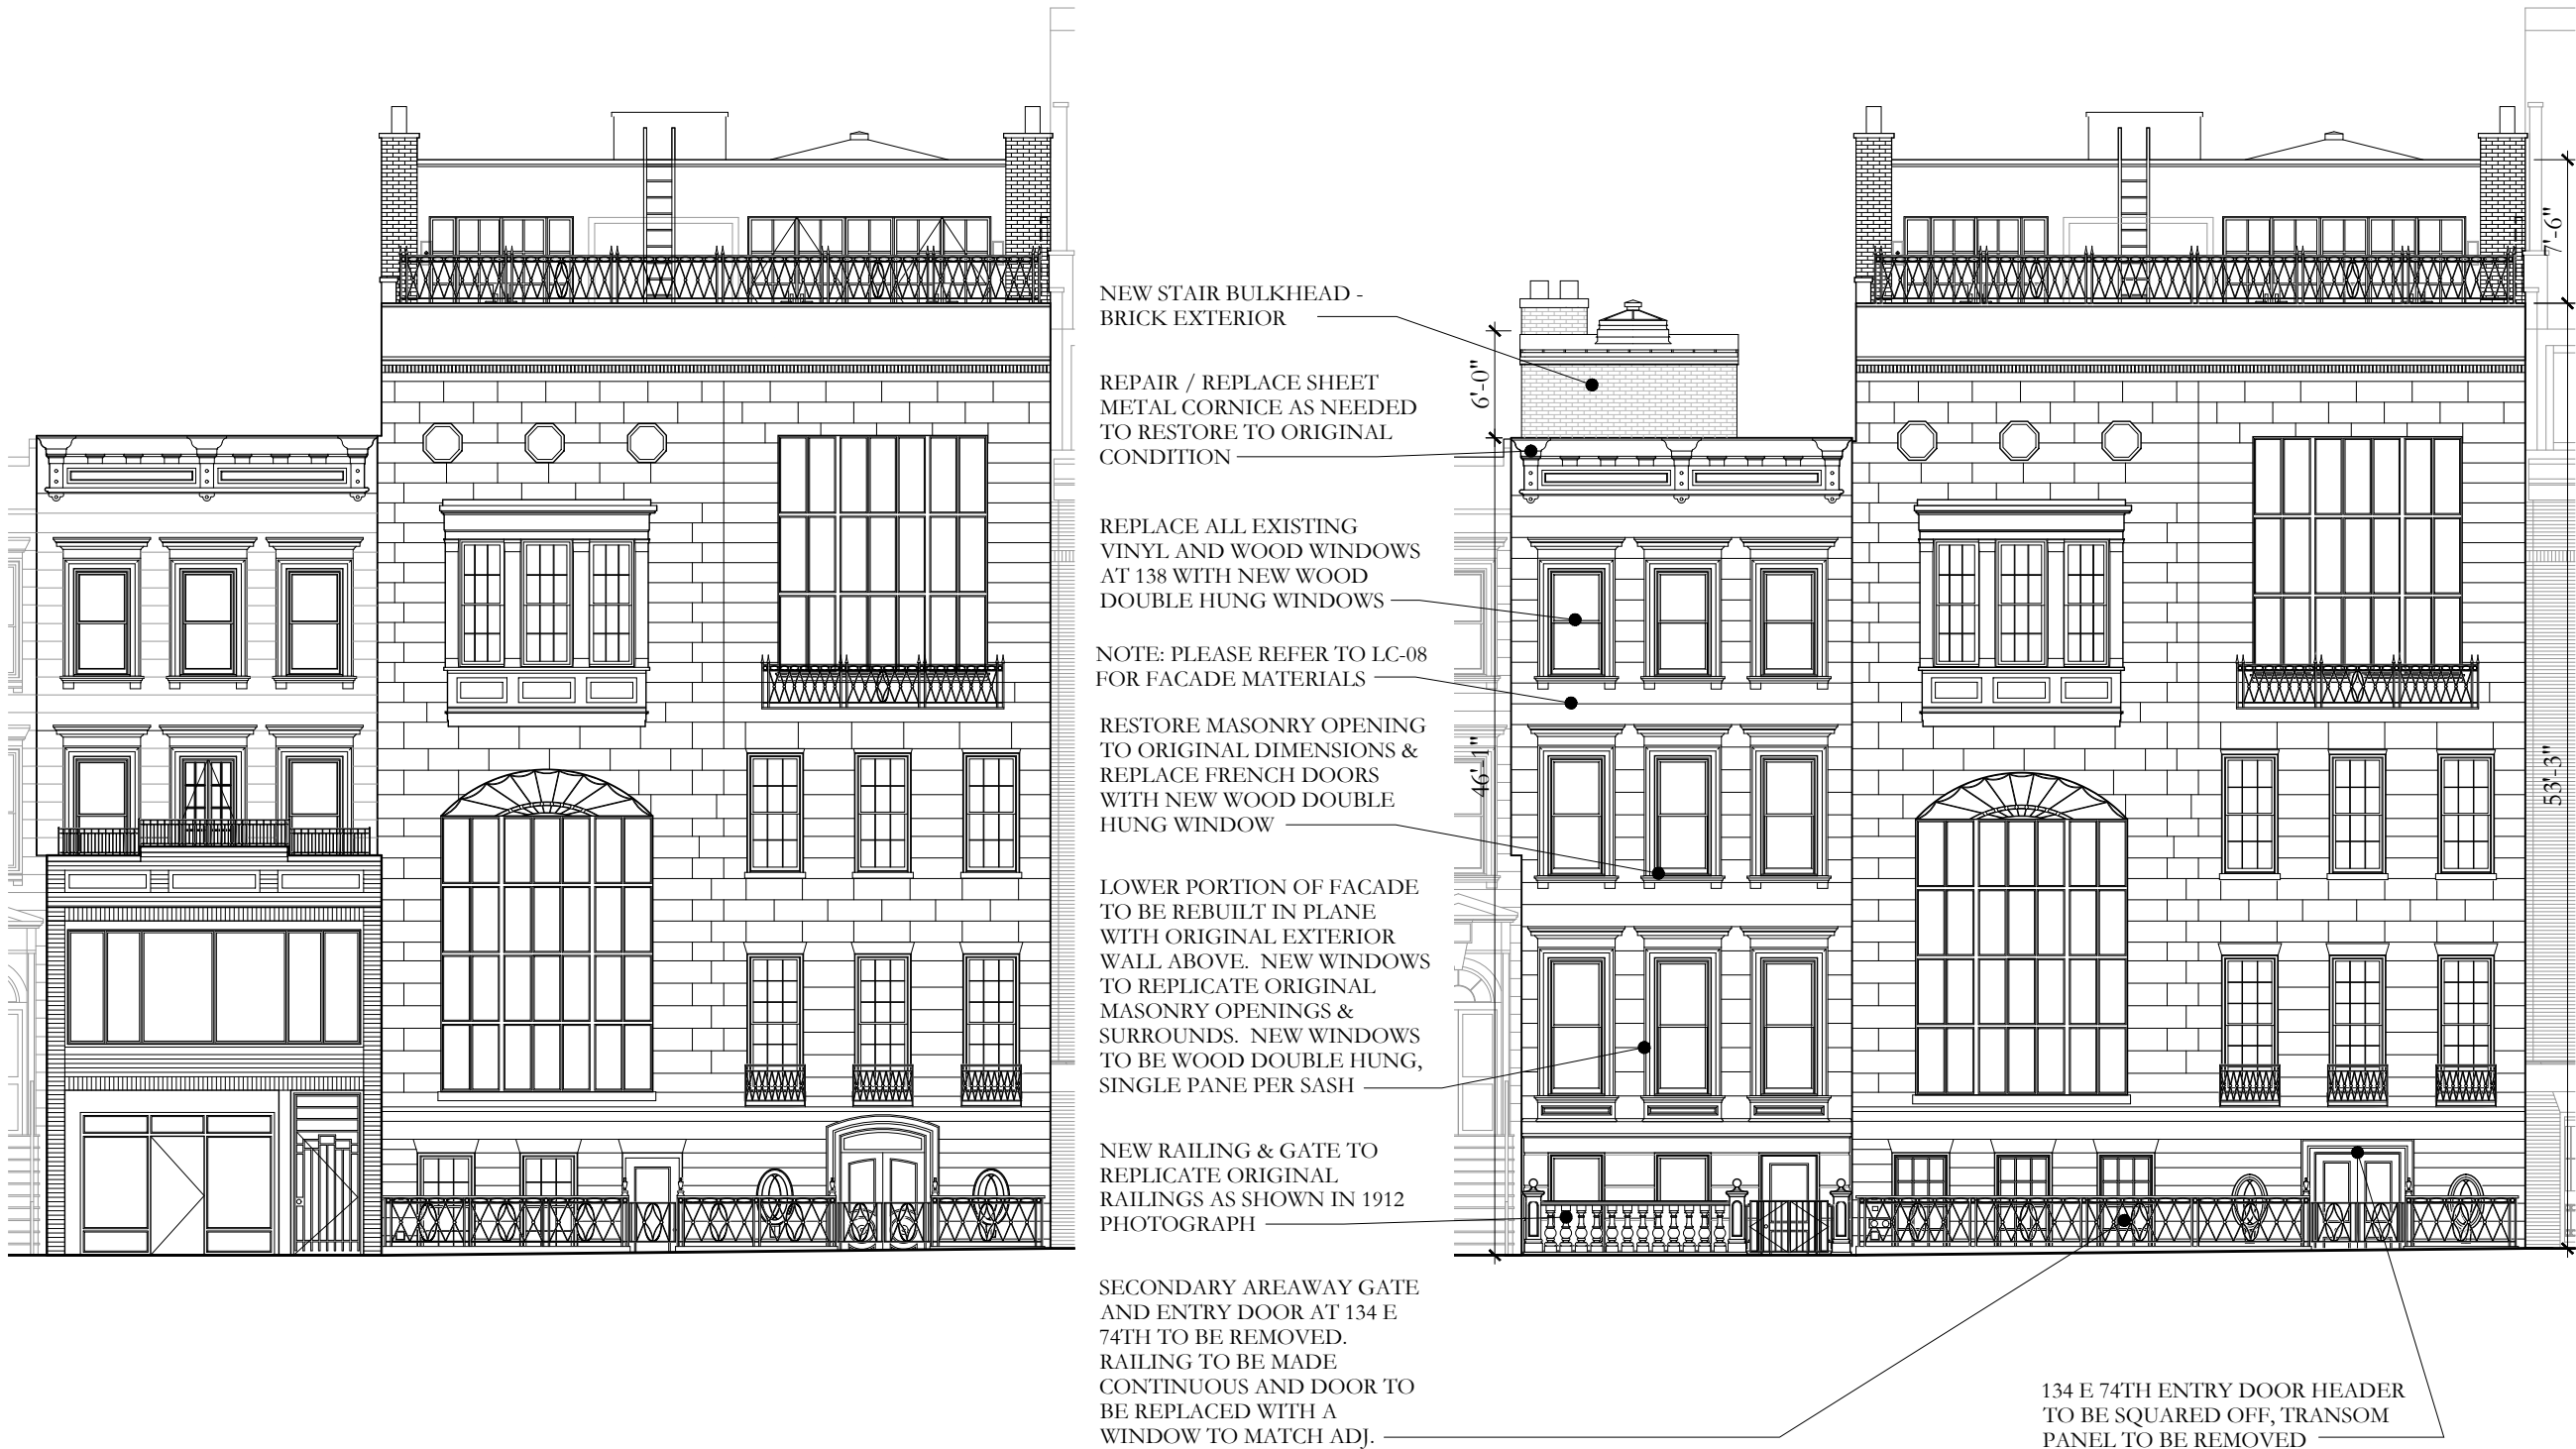 NEW STAIR BULKHEAD -
BRICK EXTERIOR
REPAIR / REPLACE SHEET
METAL CORNICE AS NEEDED
TO RESTORE TO ORIGINAL
CONDITION
REPLACE ALL EXISTING
VINYL AND WOOD WINDOWS
AT 138 WITH NEW WOOD
DOUBLE HUNG WINDOWS
NOTE: PLEASE REFER TO LC-08
FOR FACADE MATERIALS
RESTORE MASONRY OPENING
TO ORIGINAL DIMENSIONS &
REPLACE FRENCH DOORS
WITH NEW WOOD DOUBLE
HUNG WINDOW
LOWER PORTION OF FACADE
TO BE REBUILT IN PLANE
WITH ORIGINAL EXTERIOR
WALL ABOVE. NEW WINDOWS
TO REPLICATE ORIGINAL
MASONRY OPENINGS &
SURROUNDS. NEW WINDOWS
TO BE WOOD DOUBLE HUNG,
SINGLE PANE PER SASH
NEW RAILING & GATE TO
REPLICATE ORIGINAL
RAILINGS AS SHOWN IN 1912
PHOTOGRAPH
SECONDARY AREAWAY GATE
AND ENTRY DOOR AT 134 E
74TH TO BE REMOVED.
RAILING TO BE MADE
CONTINUOUS AND DOOR TO
BE REPLACED WITH A
WINDOW TO MATCH ADJ.
6'-0"
46'-1"
7'-6"
53'-3"
134 E 74TH ENTRY DOOR HEADER
TO BE SQUARED OFF, TRANSOM
PANEL TO BE REMOVED